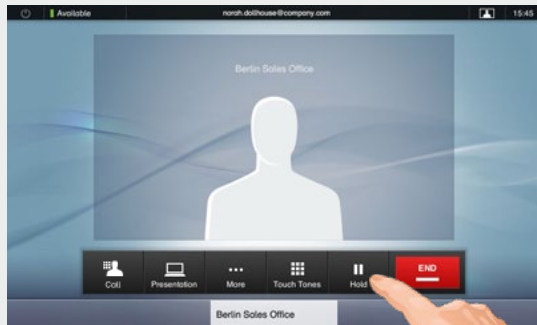 Available
norah.dollhouse@company.com
15:45
Berlin Sales Office
Call
Presentation
More
Touch Tones
Hold
END
Berlin Sales Office